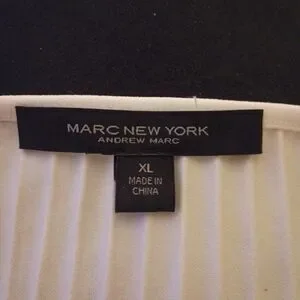 MARC NEW YORK
ANDREW MARC
XL
MADE IN
CHINA